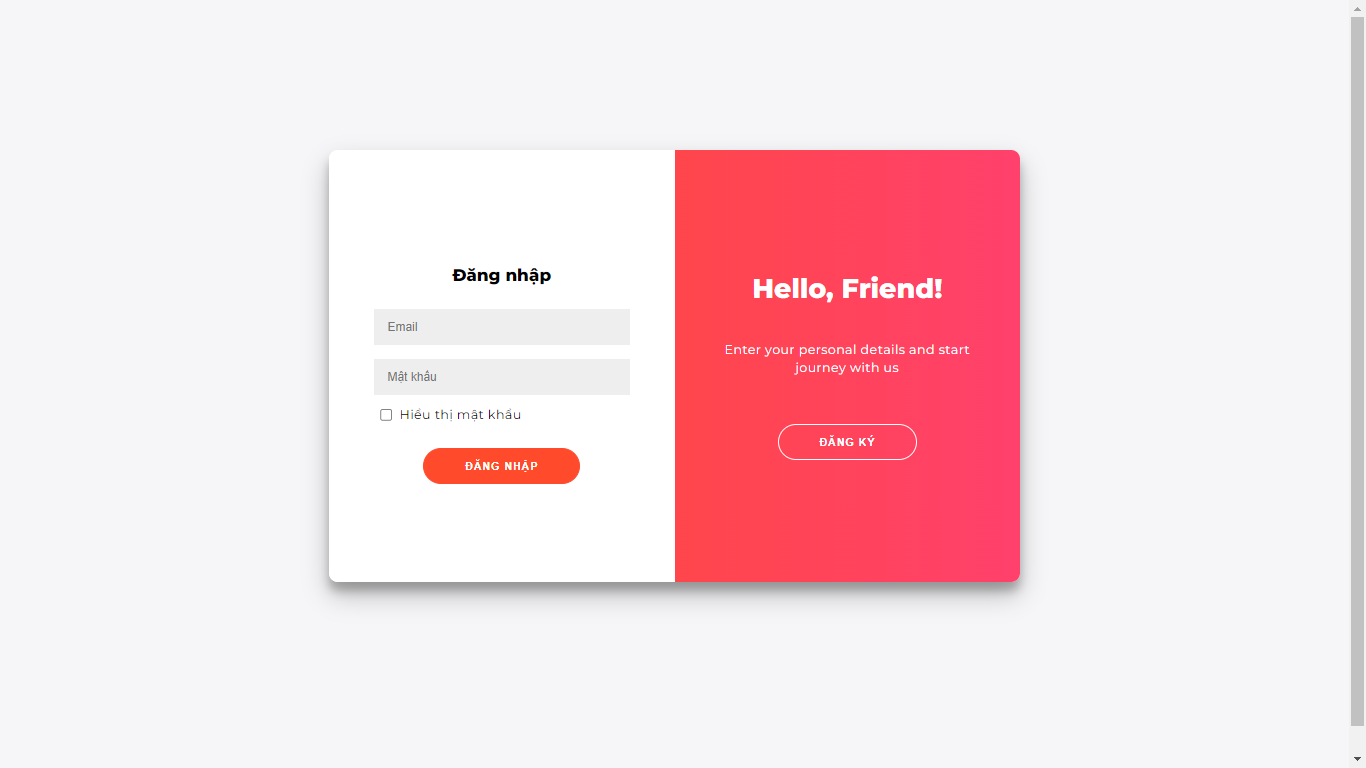 Đăng nhập
Email
Mật khẩu
Hiểu thị mật khẩu
ĐĂNG NHẬP
Hello, Friend!
Enter your personal details and start
journey with us
ĐĂNG KÝ